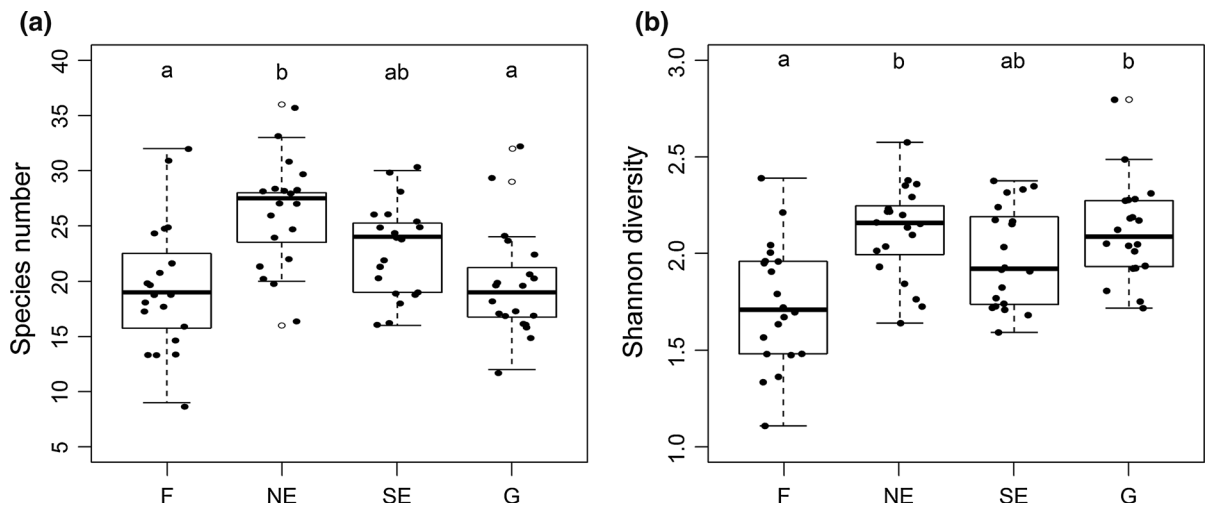 (a)
Species number
40
35
30
25
20
15
10
5
a b ab a
F NE SE G
(b)
Shannon diversity
3.0
2.5
2.0
1.5
1.0
a b ab b
F NE SE G